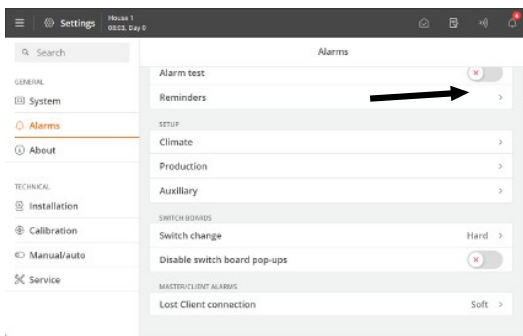 Settings
House 1
03:03, Day 0
Search
Alarms
GENERAL
System
Alarms
About
TECHNICAL
Installation
Calibration
Manual/auto
Service
Alarm test
Reminders
SETUP
Climate
Production
Auxiliary
SWITCH BOARDS
Switch change Hard
Disable switch board pop-ups
MASTER/CLIENT ALARMS
Lost Client connection Soft